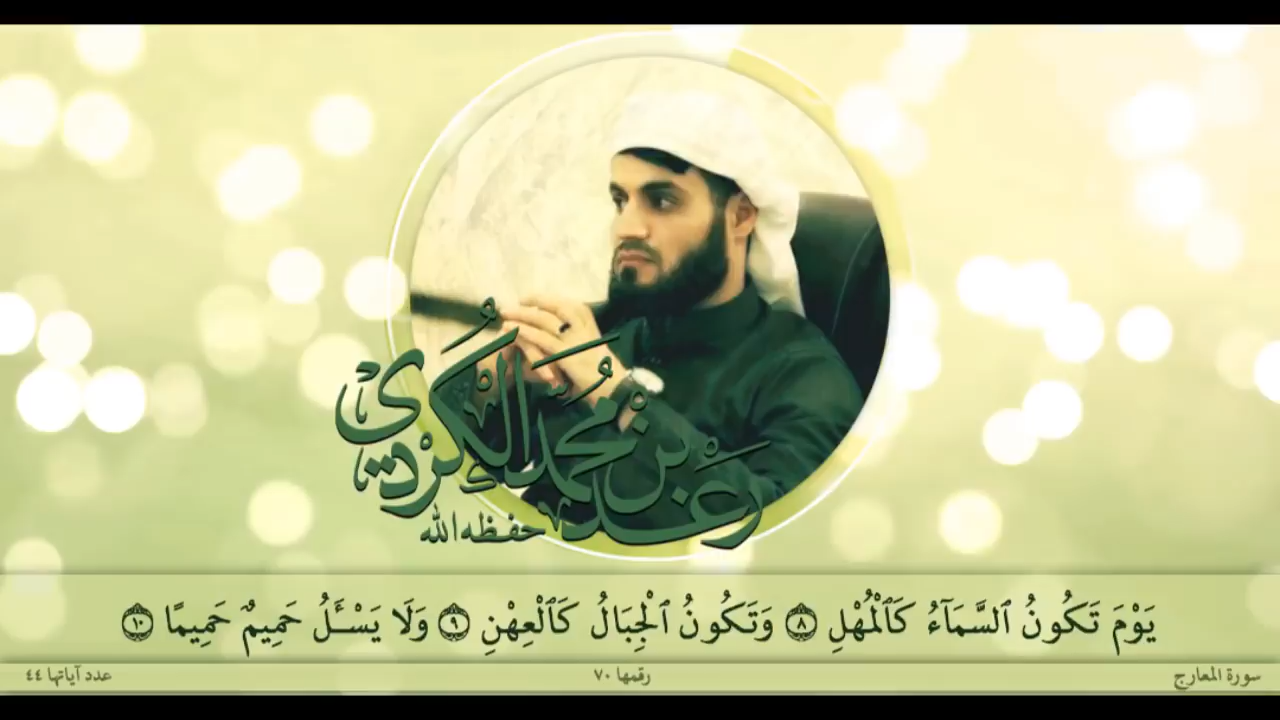 رعد بن محمد الكردي
حفظه الله
يَوْمَ تَكُونُ ٱلسَّمَآءُ كَٱلْمُهْلِ ٨ وَتَكُونُ ٱلْجِبَالُ كَٱلْعِهْنِ ٩ وَلَا يَسْـَٔلُ حَمِيمٌ حَمِيمًا ١٠
سورة المعارج رقمها ٧٠ عدد آياتها ٤٤